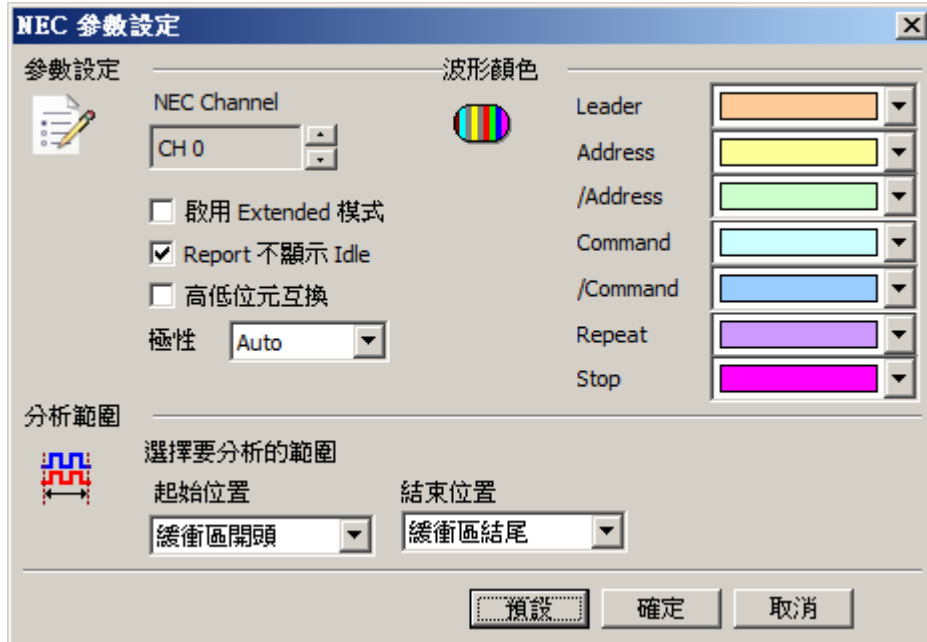 NEC 參數設定
參數設定
NEC Channel
CH 0
啟用 Extended 模式
Report 不顯示 Idle
高低位元互換
極性 Auto
波形顏色
Leader
Address
/Address
Command
/Command
Repeat
Stop
分析範圍
選擇要分析的範圍
起始位置 結束位置
緩衝區開頭 緩衝區結尾
預設 確定 取消